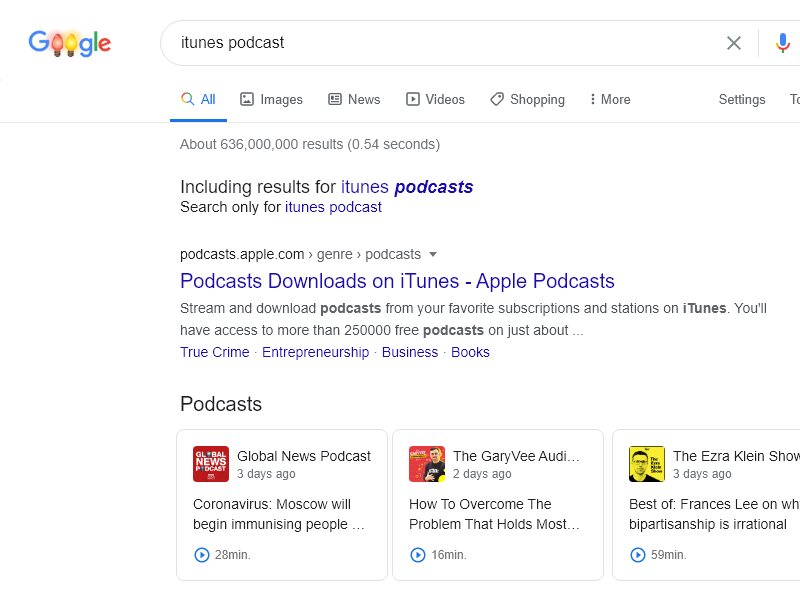 Google
itunes podcast
All
Images
News
Videos
Shopping
More
Settings
To
About 636,000,000 results (0.54 seconds)
Including results for itunes podcasts
Search only for itunes podcast
podcasts.apple.com › genre › podcasts
Podcasts Downloads on iTunes - Apple Podcasts
Stream and download podcasts from your favorite subscriptions and stations on iTunes. You'll
have access to more than 250000 free podcasts on just about ...
True Crime · Entrepreneurship · Business · Books
Podcasts
GLOBAL
NEWS
PODCAST
Global News Podcast
3 days ago
Coronavirus: Moscow will
begin immunising people …
28min.
The GaryVee Audi…
2 days ago
How To Overcome The
Problem That Holds Most…
16min.
The
Ezra
Klein
Show
The Ezra Klein Show
3 days ago
Best of: Frances Lee on wh
bipartisanship is irrational
59min.